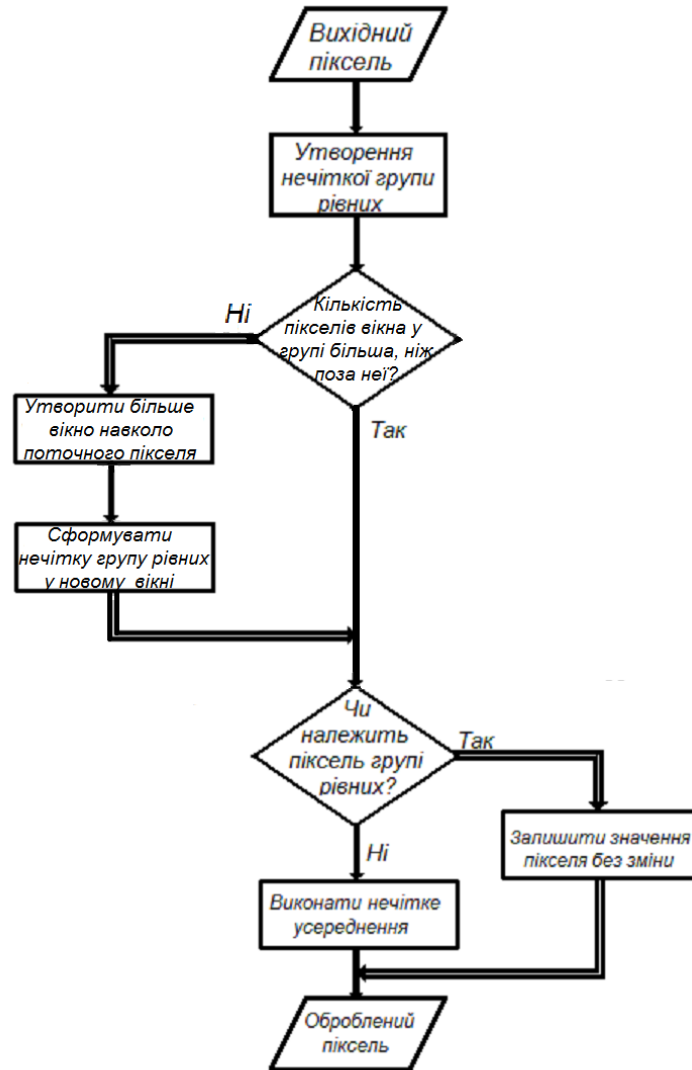 Вихідний
піксель
Утворення
нечіткої групи
рівних
Кількість
пікселів вікна у
групі більша, ніж
поза неї?
Ні
Так
Утворити більше
вікно навколо
поточного пікселя
Сформувати
нечітку групу рівних
у новому вікні
Чи
належить
піксель групі
рівних?
Так
Ні
Залишити значення
пікселя без зміни
Виконати нечітке
усереднення
Оброблений
піксель